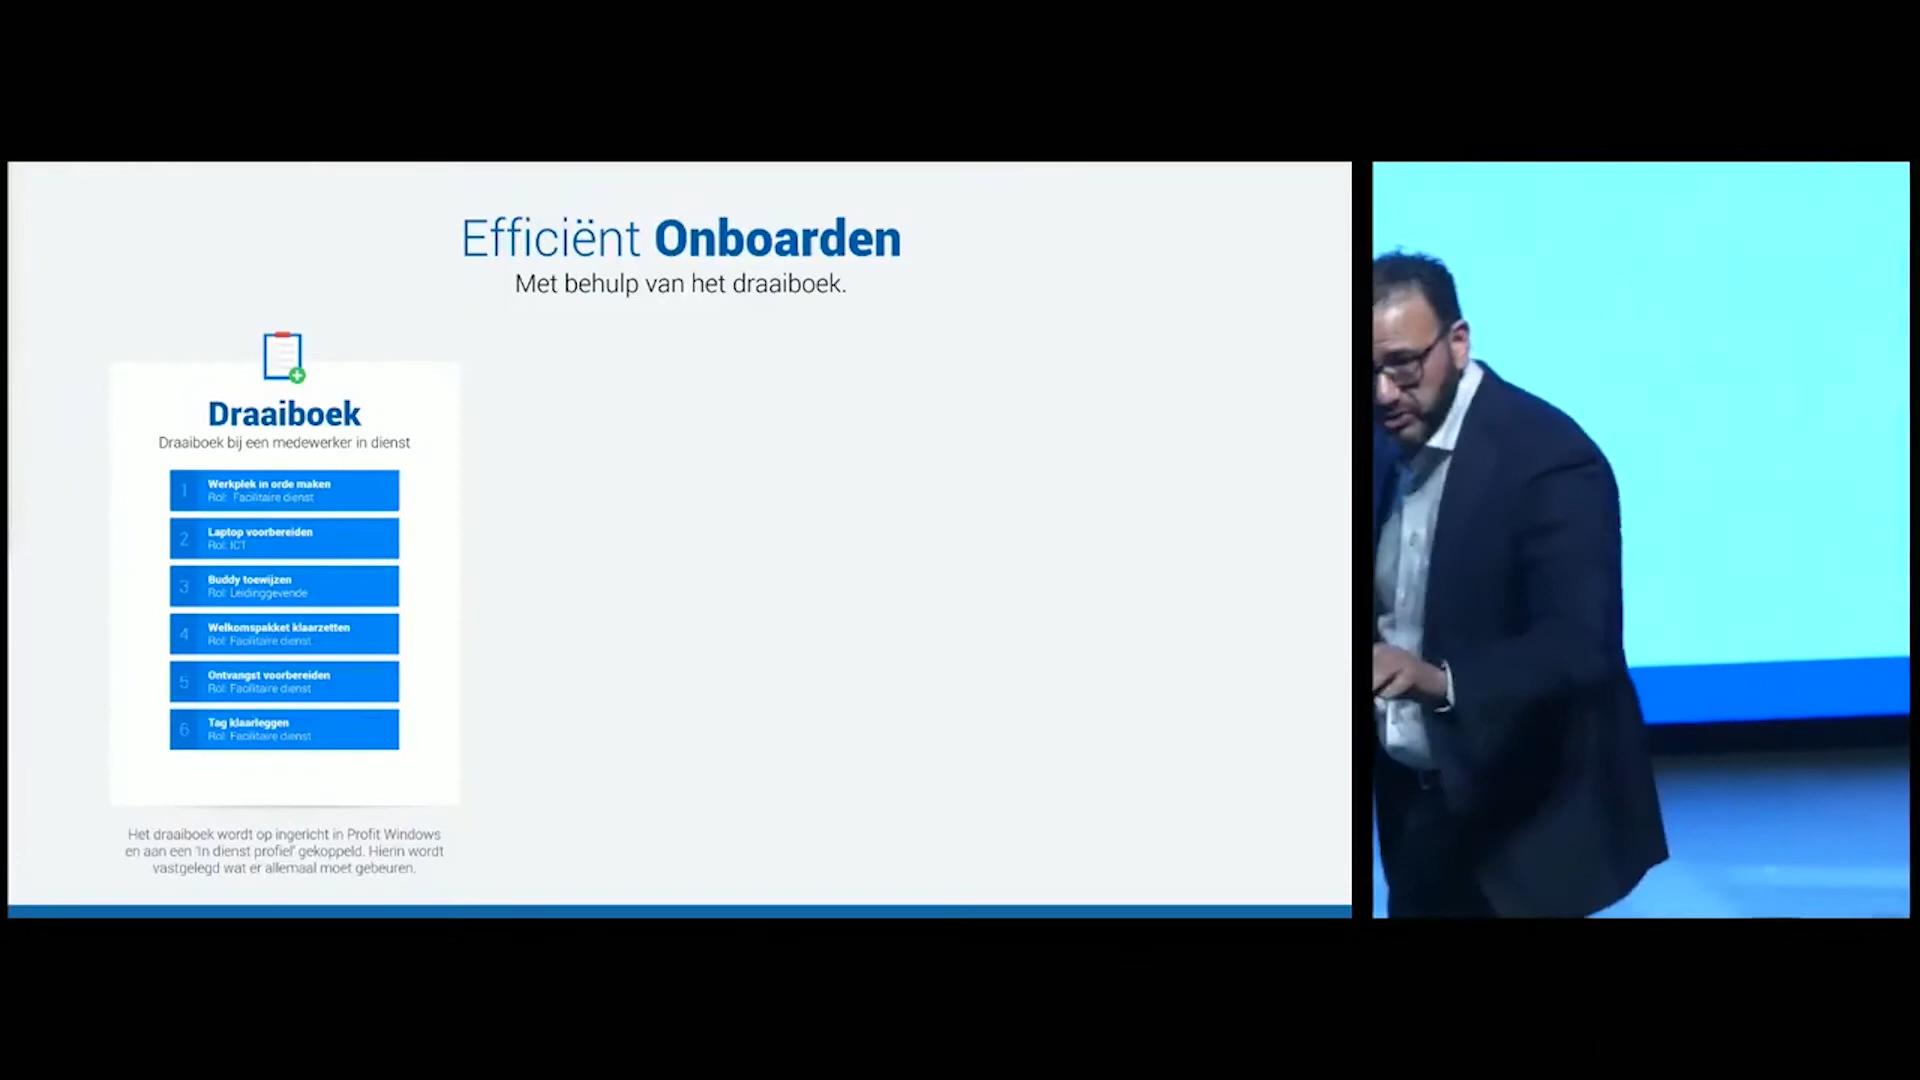 Efficiënt Onboarden
Met behulp van het draaiboek.
Draaiboek
Draaiboek bij een medewerker in dienst
1
Werkplek in orde maken
Rol: Facilitaire dienst
2
Laptop voorbereiden
Rol: ICT
3
Buddy toewijzen
Rol: Leidinggevende
4
Welkomspakket klaarzetten
Rol: Facilitaire dienst
5
Ontvangst voorbereiden
Rol: Facilitaire dienst
6
Tag klaarleggen
Rol: Facilitaire dienst
Het draaiboek wordt op ingericht in Profit Windows
en aan een 'In dienst profiel' gekoppeld. Hierin wordt
vastgelegd wat er allemaal moet gebeuren.